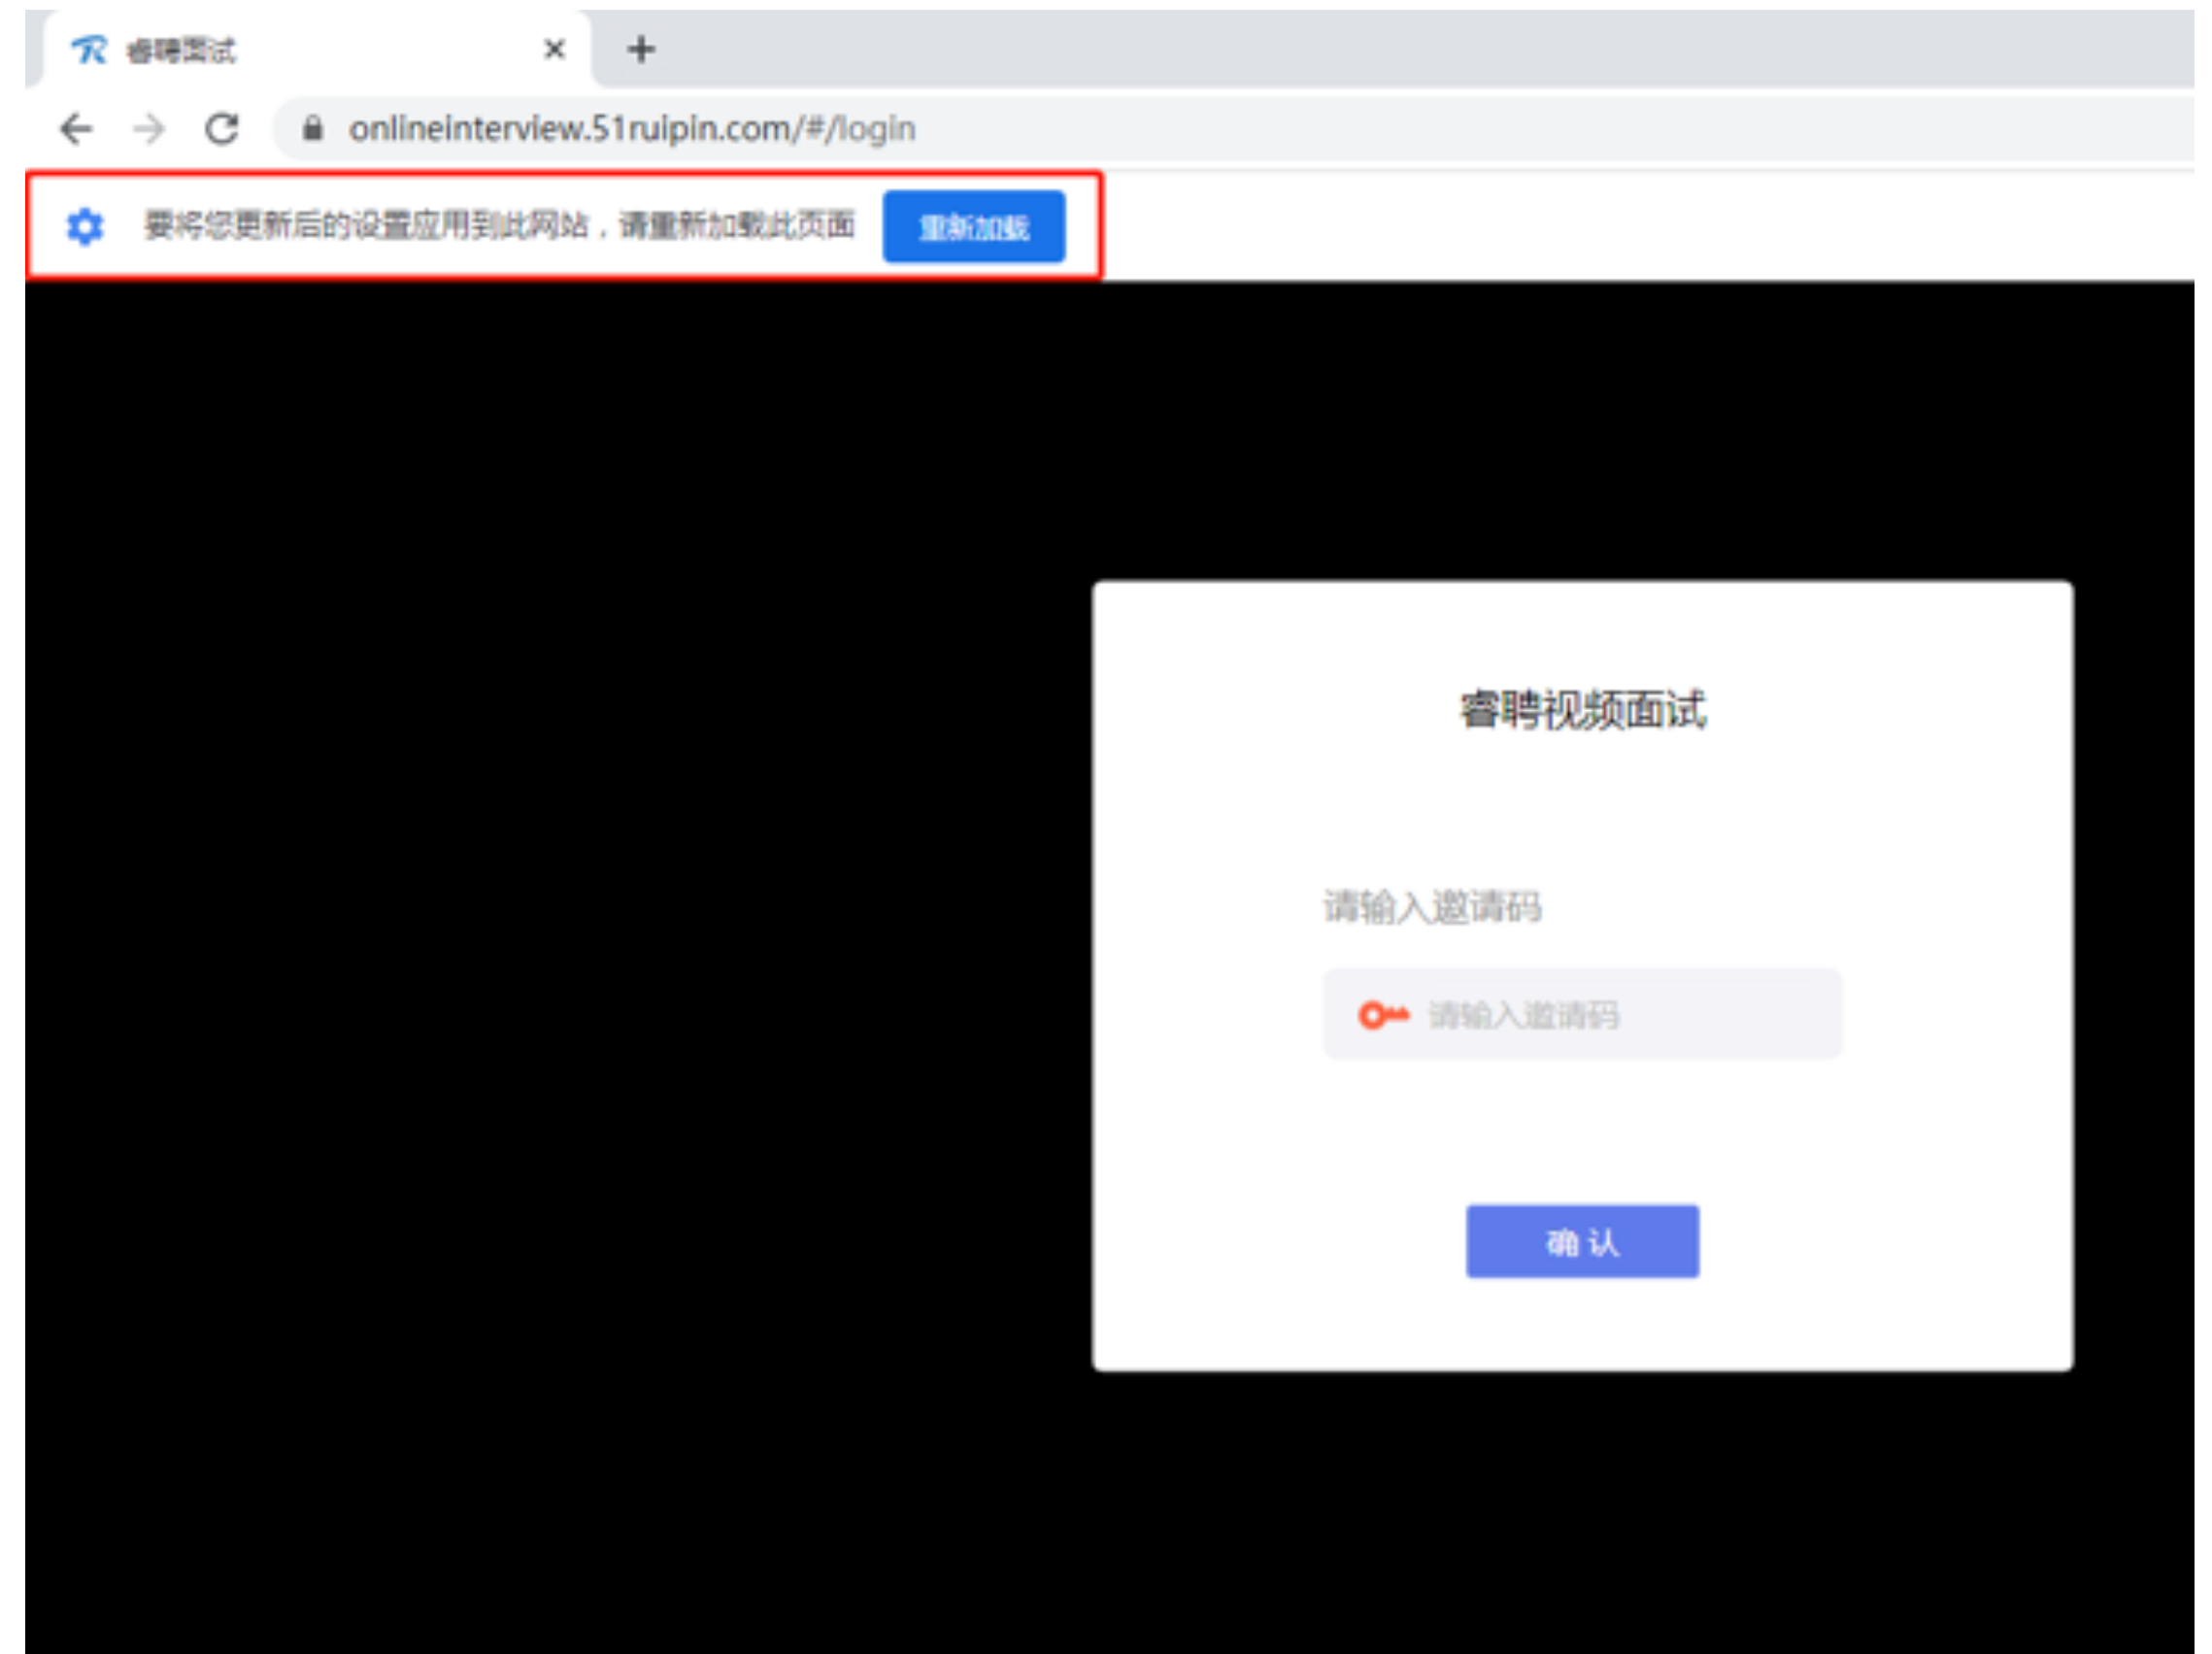 睿聘面试
onlineinterview.51ruipin.com/#/login
要将您更新后的设置应用到此网站，请重新加载此页面 重新加载
睿聘视频面试
请输入邀请码
请输入邀请码
确认